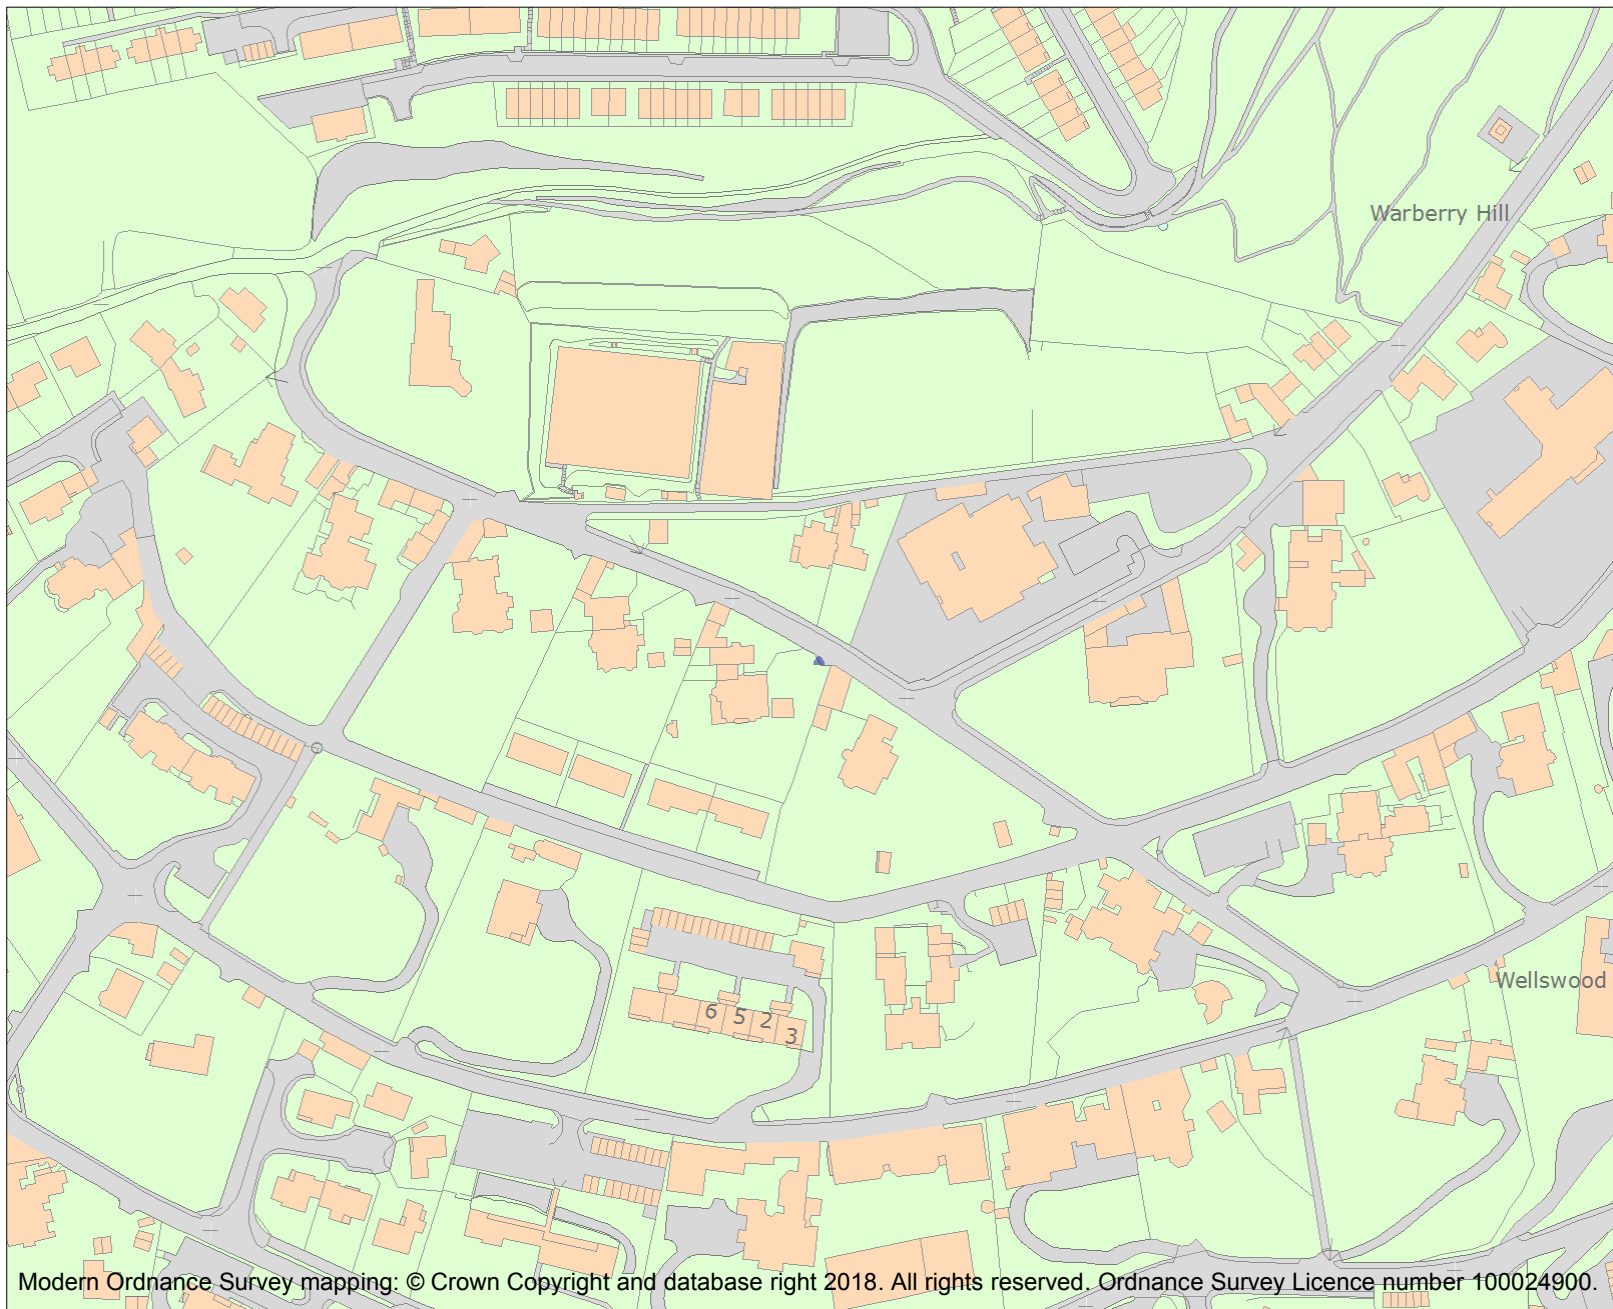 Warberry Hill
Wellswood
6 5 2 3
Modern Ordnance Survey mapping: © Crown Copyright and database right 2018. All rights reserved. Ordnance Survey Licence number 100024900.